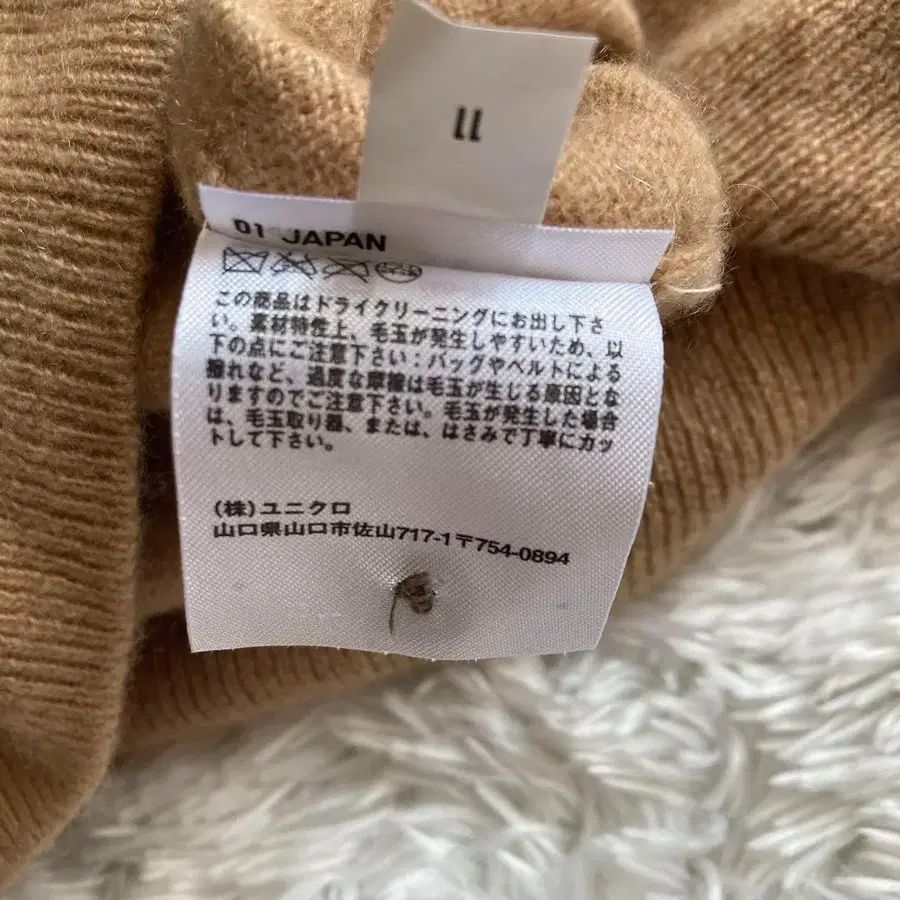 11
01 JAPAN
この商品はドライクリーニングにお出し下さ
い。素材特性上、毛玉が発生しやすいため、以
下の点にご注意下さい：バッグやベルトによる
擦れなど、過度な摩擦は毛玉が生じる原因とな
りますのでご注意下さい。毛玉が発生した場合
は、毛玉取り器、または、はさみで丁寧にカッ
トして下さい。
(株)ユニクロ
山口県山口市佐山717-1〒754-0894